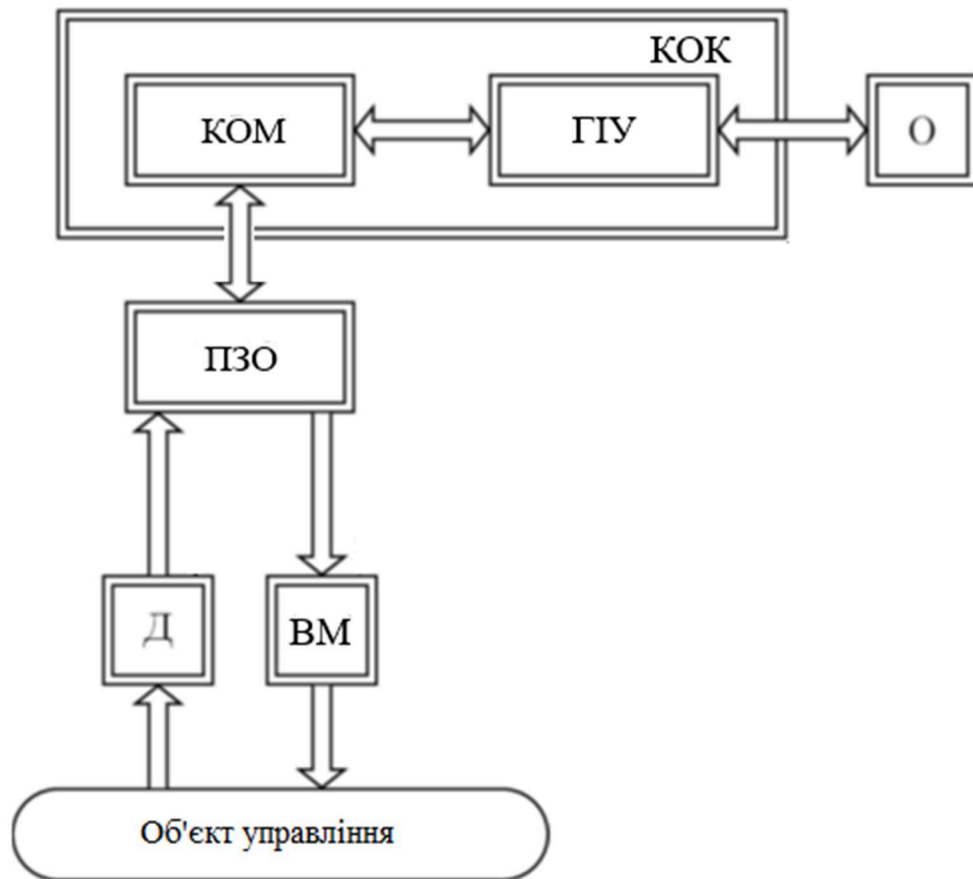 КОК
КОМ
ГІУ
О
ПЗО
Д
ВМ
Об'єкт управління